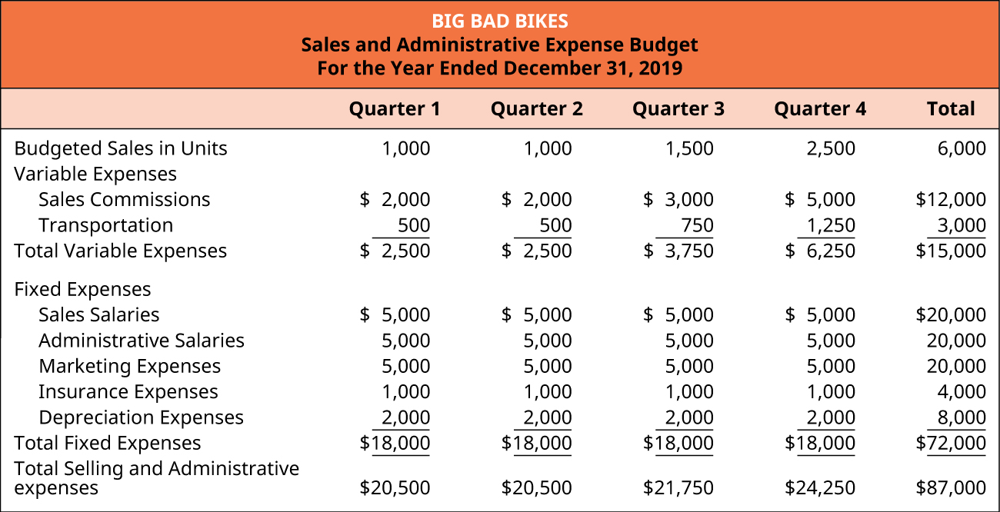 BIG BAD BIKES
Sales and Administrative Expense Budget
For the Year Ended December 31, 2019
Quarter 1 Quarter 2 Quarter 3 Quarter 4 Total
Budgeted Sales in Units 1,000 1,000 1,500 2,500 6,000
Variable Expenses
Sales Commissions $ 2,000 $ 2,000 $ 3,000 $ 5,000 $12,000
Transportation 500 500 750 1,250 3,000
Total Variable Expenses $ 2,500 $ 2,500 $ 3,750 $ 6,250 $15,000
Fixed Expenses
Sales Salaries $ 5,000 $ 5,000 $ 5,000 $ 5,000 $20,000
Administrative Salaries 5,000 5,000 5,000 5,000 20,000
Marketing Expenses 5,000 5,000 5,000 5,000 20,000
Insurance Expenses 1,000 1,000 1,000 1,000 4,000
Depreciation Expenses 2,000 2,000 2,000 2,000 8,000
Total Fixed Expenses $18,000 $18,000 $18,000 $18,000 $72,000
Total Selling and Administrative
expenses $20,500 $20,500 $21,750 $24,250 $87,000